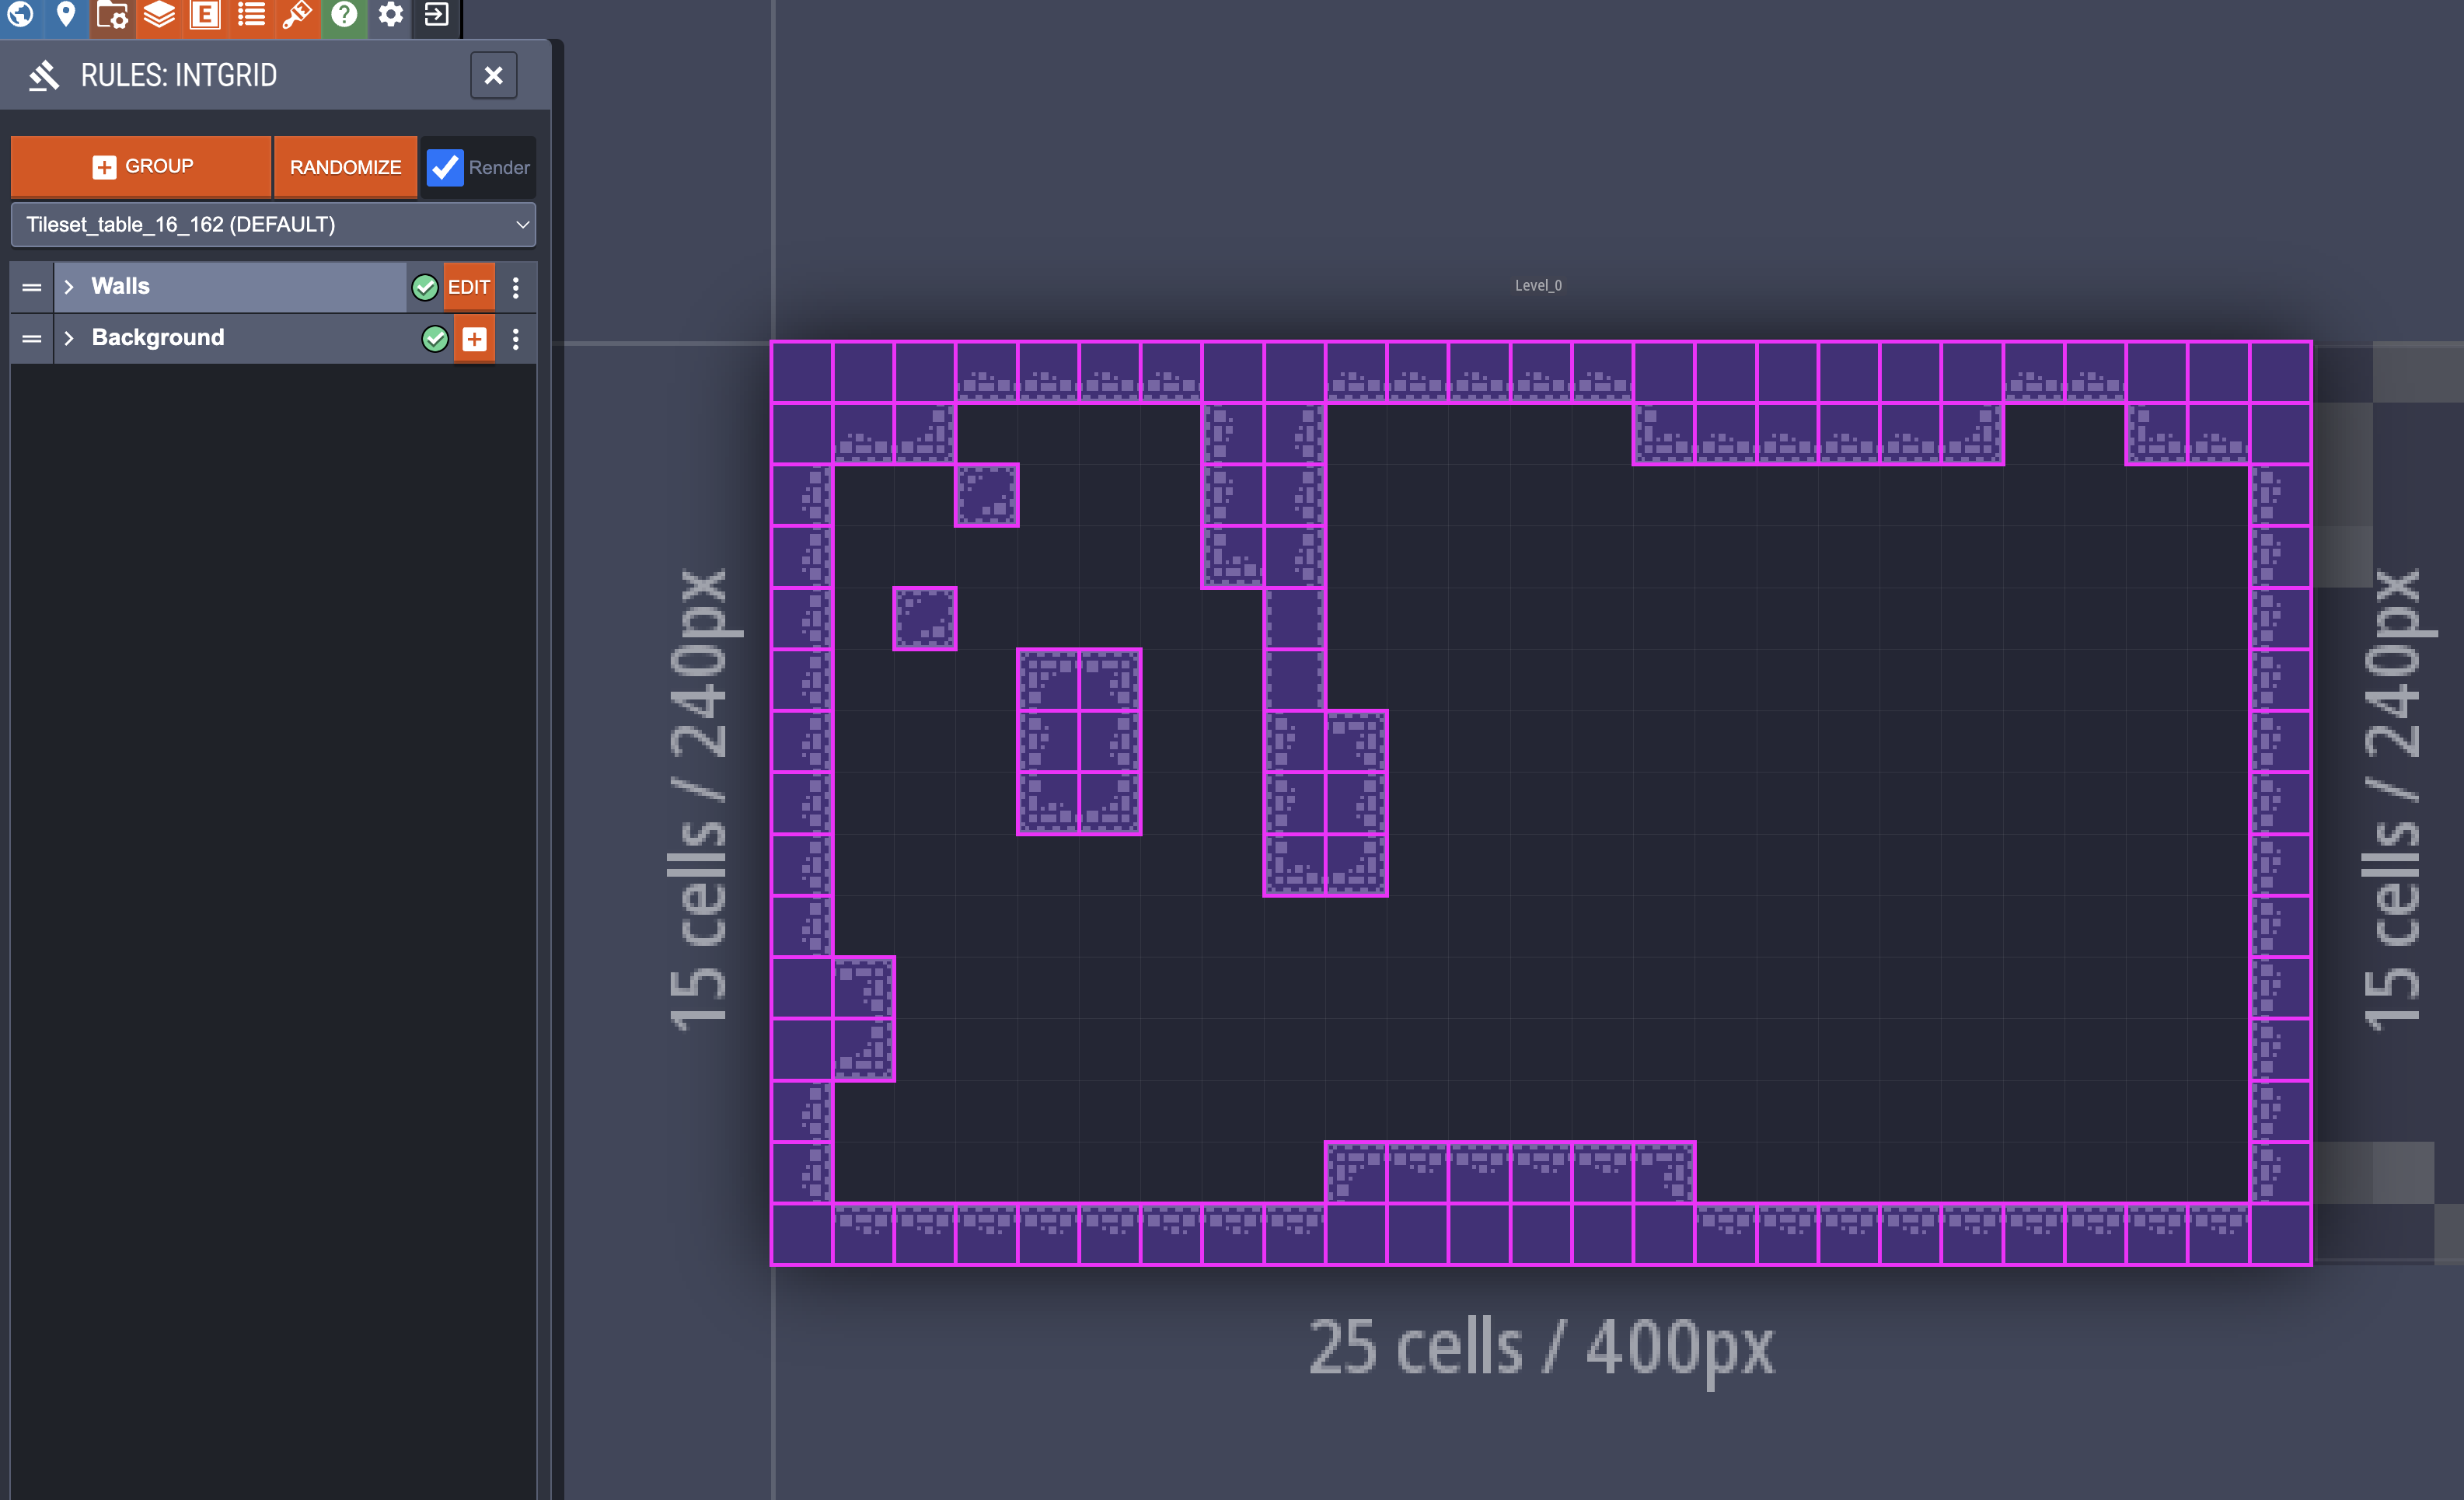 E
?
RULES: INTGRID
GROUP
RANDOMIZE
Render
Tileset_table_16_162 (DEFAULT)
Walls
EDIT
Background
Level_0
15 cells / 240px
15 cells / 240px
25 cells / 400px